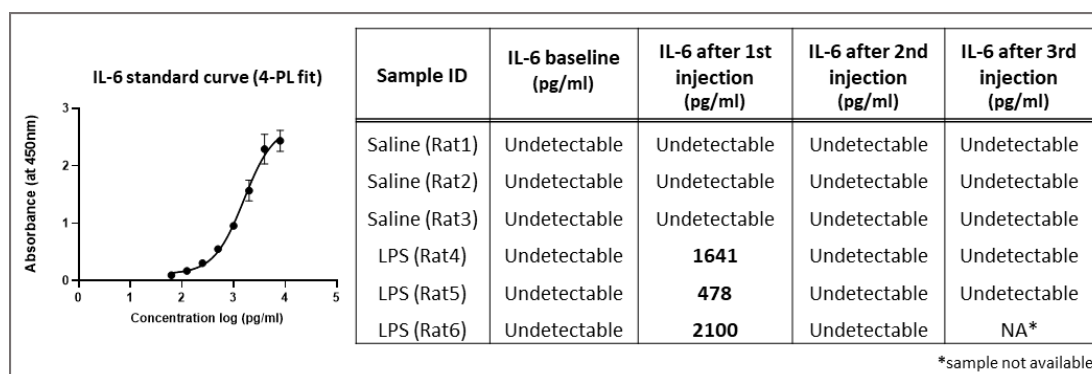 IL-6 standard curve (4-PL fit)
3
2
1
0
0 1 2 3 4 5
Absorbance (at 450nm)
Concentration log (pg/ml)
Sample ID IL-6 baseline (pg/ml) IL-6 after 1st injection (pg/ml) IL-6 after 2nd injection (pg/ml) IL-6 after 3rd injection (pg/ml)
Saline (Rat1) Undetectable Undetectable Undetectable Undetectable
Saline (Rat2) Undetectable Undetectable Undetectable Undetectable
Saline (Rat3) Undetectable Undetectable Undetectable Undetectable
LPS (Rat4) Undetectable 1641 Undetectable Undetectable
LPS (Rat5) Undetectable 478 Undetectable Undetectable
LPS (Rat6) Undetectable 2100 Undetectable NA*
*sample not available